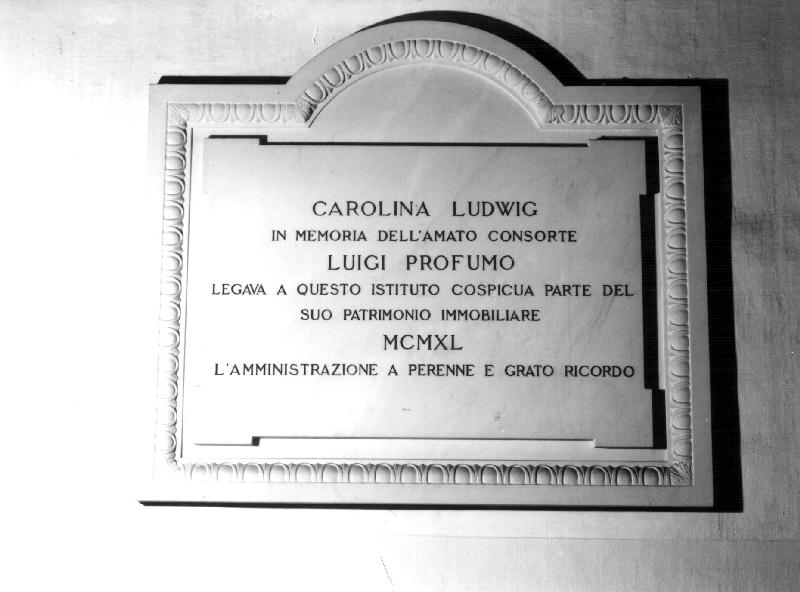 CAROLINA LUDWIG
IN MEMORIA DELL'AMATO CONSORTE
LUIGI PROFUMO
LEGAVA A QUESTO ISTITUTO COSPICUA PARTE DEL
SUO PATRIMONIO IMMOBILIARE
MCMXL
L'AMMINISTRAZIONE A PERENNE E GRATO RICORDO